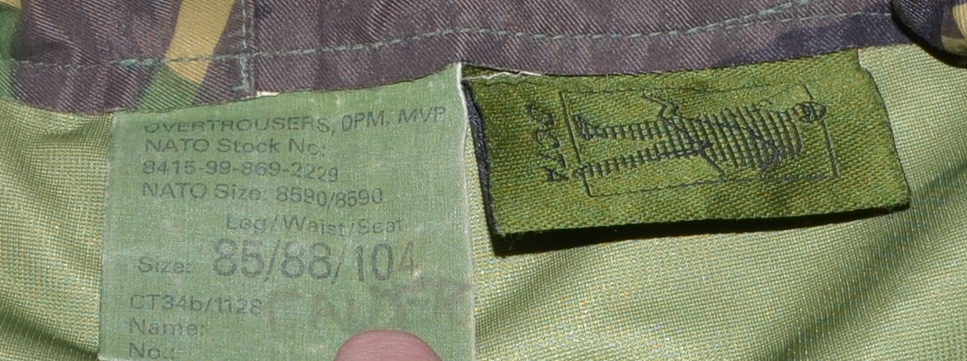 OVERTROUSERS, DPM. MVP
NATO Stock No:
8415-99-869-2229
NATO Size: 8590/8590
Leg/Waist/Seat
Size: 85/88/104
CT34b/1128
CALDER
Name:
No.: